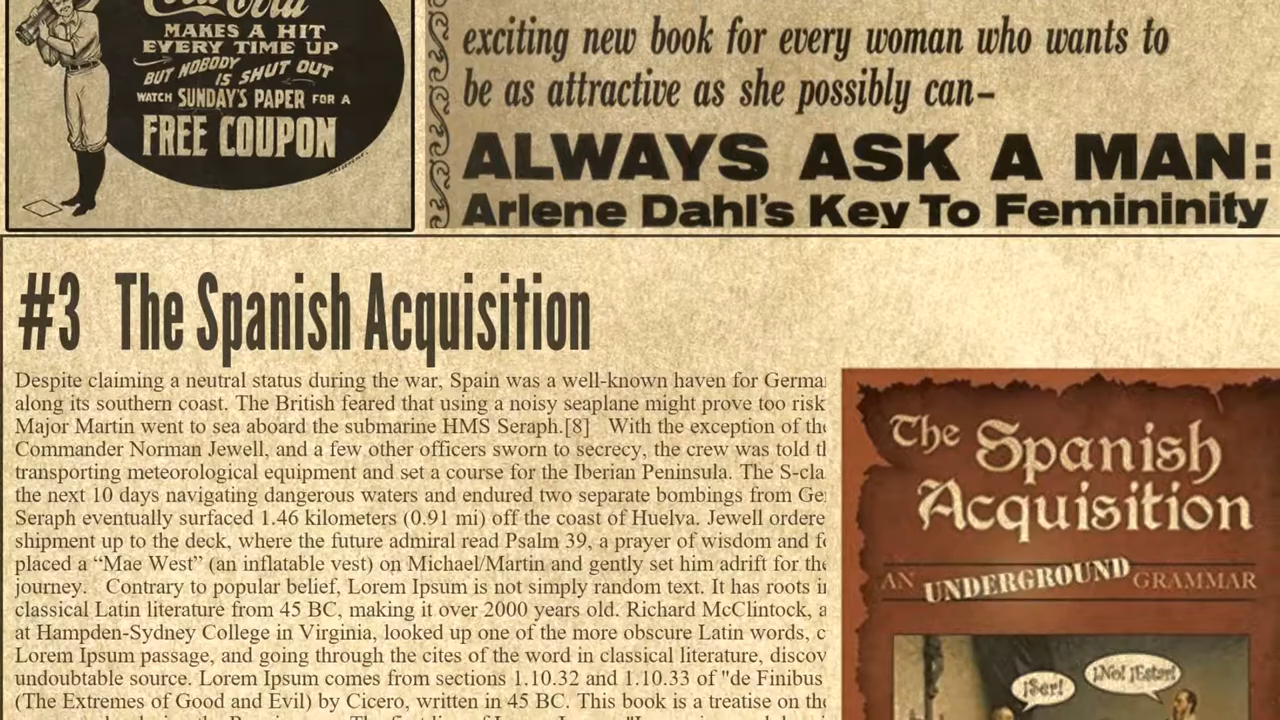 Coca-Cola
MAKES A HIT
EVERY TIME UP
BUT NOBODY
IS SHUT OUT
WATCH SUNDAY'S PAPER FOR A
FREE COUPON
exciting new book for every woman who wants to
be as attractive as she possibly can–
ALWAYS ASK A MAN:
Arlene Dahl's Key To Femininity
#3 The Spanish Acquisition
Despite claiming a neutral status during the war, Spain was a well-known haven for Germa
along its southern coast. The British feared that using a noisy seaplane might prove too risk
Major Martin went to sea aboard the submarine HMS Seraph.[8] With the exception of the
Commander Norman Jewell, and a few other officers sworn to secrecy, the crew was told th
transporting meteorological equipment and set a course for the Iberian Peninsula. The S-cla
the next 10 days navigating dangerous waters and endured two separate bombings from Ge
Seraph eventually surfaced 1.46 kilometers (0.91 mi) off the coast of Huelva. Jewell ordere
shipment up to the deck, where the future admiral read Psalm 39, a prayer of wisdom and fo
placed a “Mae West” (an inflatable vest) on Michael/Martin and gently set him adrift for the
journey. Contrary to popular belief, Lorem Ipsum is not simply random text. It has roots i
classical Latin literature from 45 BC, making it over 2000 years old. Richard McClintock, a
at Hampden-Sydney College in Virginia, looked up one of the more obscure Latin words, c
Lorem Ipsum passage, and going through the cites of the word in classical literature, discov
undoubtable source. Lorem Ipsum comes from sections 1.10.32 and 1.10.33 of "de Finibus
(The Extremes of Good and Evil) by Cicero, written in 45 BC. This book is a treatise on the
The Spanish
Acquisition
AN UNDERGROUND GRAMMAR
¡Ser!
¡No! ¡Estar!